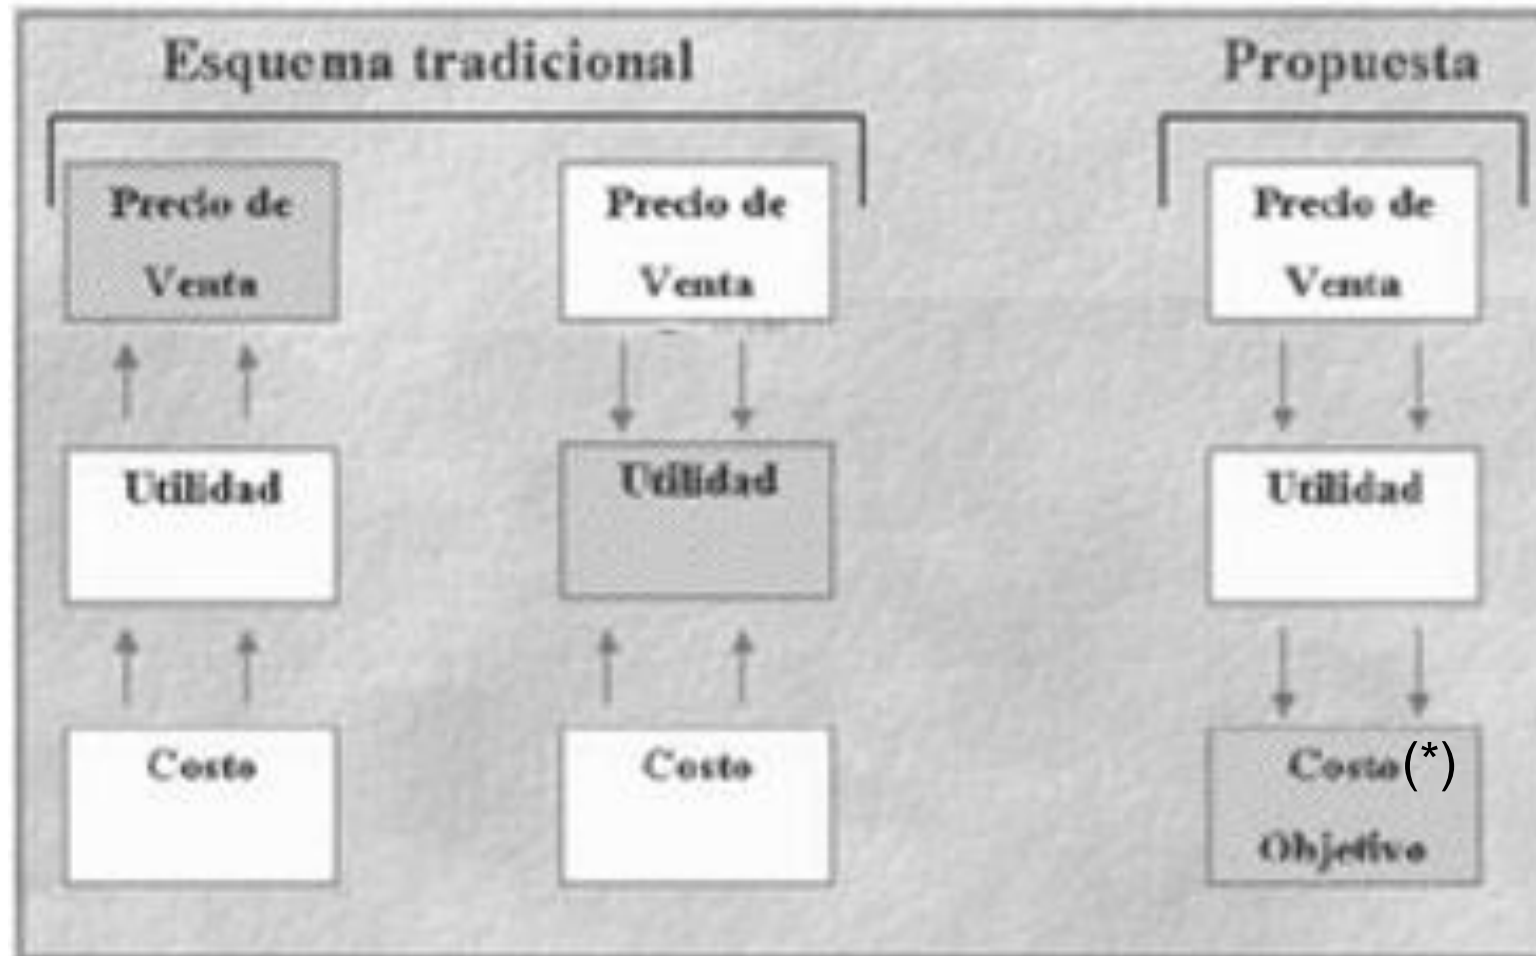 Esquema tradicional
Propuesta
Precio de
Venta
Precio de
Venta
Precio de
Venta
Utilidad
Utilidad
Utilidad
Costo
Costo
Costo(*)
Objetivo